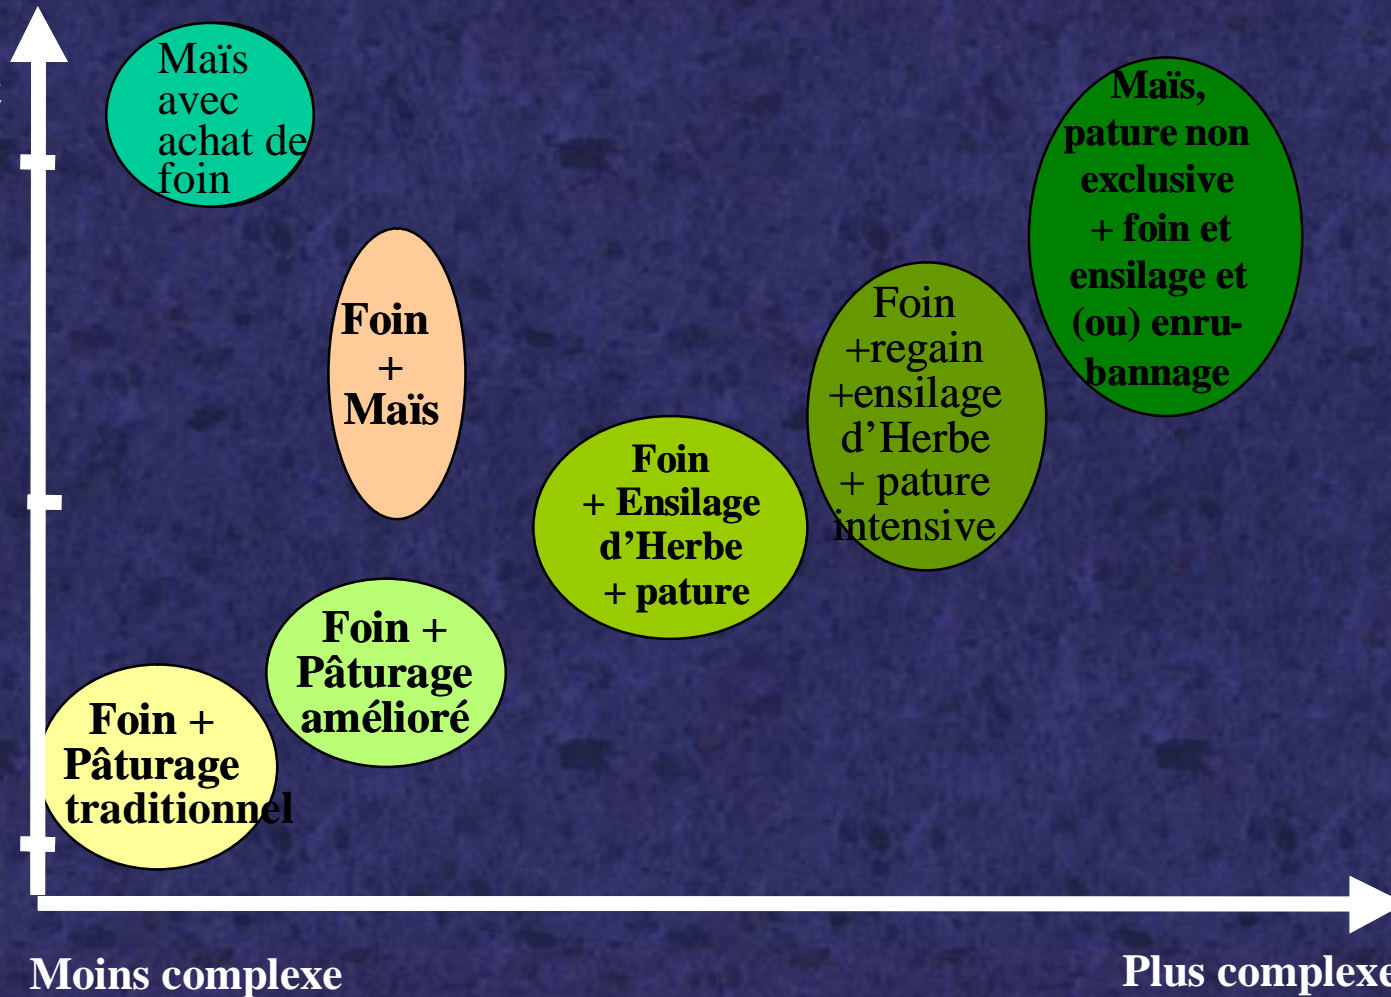 Maïs
avec
achat de
foin
Maïs,
pature non
exclusive
+ foin et
ensilage et
(ou) enru-
bannage
Foin
+
Maïs
Foin
+regain
+ensilage
d’Herbe
+ pature
intensive
Foin
+ Ensilage
d’Herbe
+ pature
Foin +
Pâturage
amélioré
Foin +
Pâturage
traditionnel
Moins complexe
Plus complexe